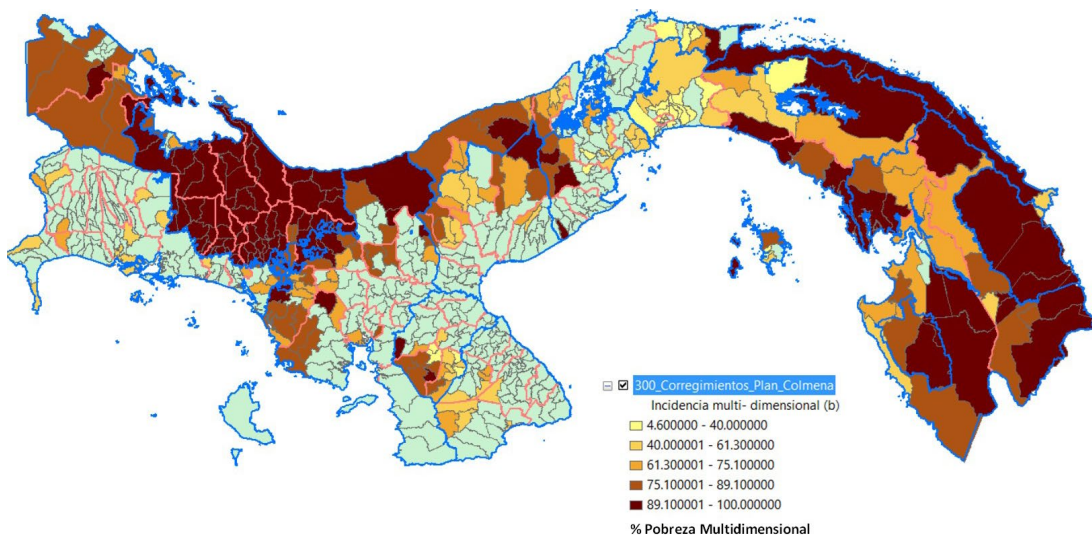 300_Corregimientos_Plan_Colmena
Incidencia multi- dimensional (b)
4.600000 - 40.000000
40.000001 - 61.300000
61.300001 - 75.100000
75.100001 - 89.100000
89.100001 - 100.000000
% Pobreza Multidimensional